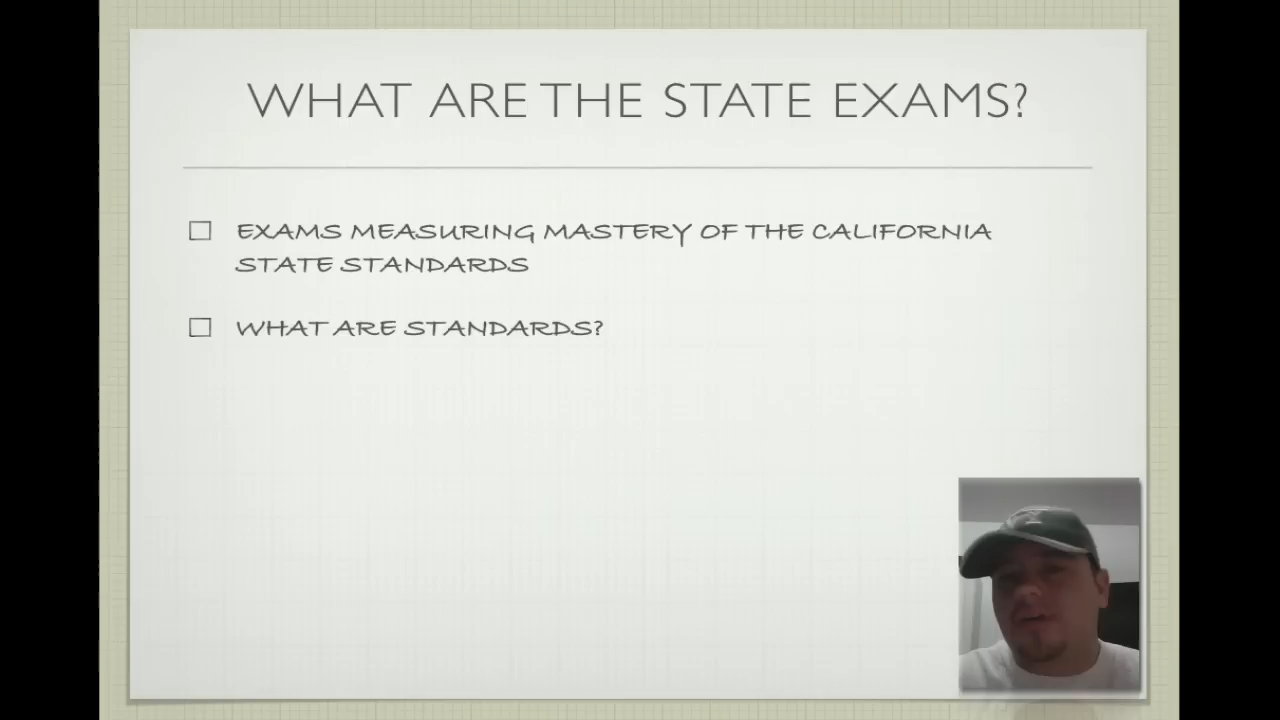 WHAT ARE THE STATE EXAMS?
EXAMS MEASURING MASTERY OF THE CALIFORNIA
STATE STANDARDS
WHAT ARE STANDARDS?